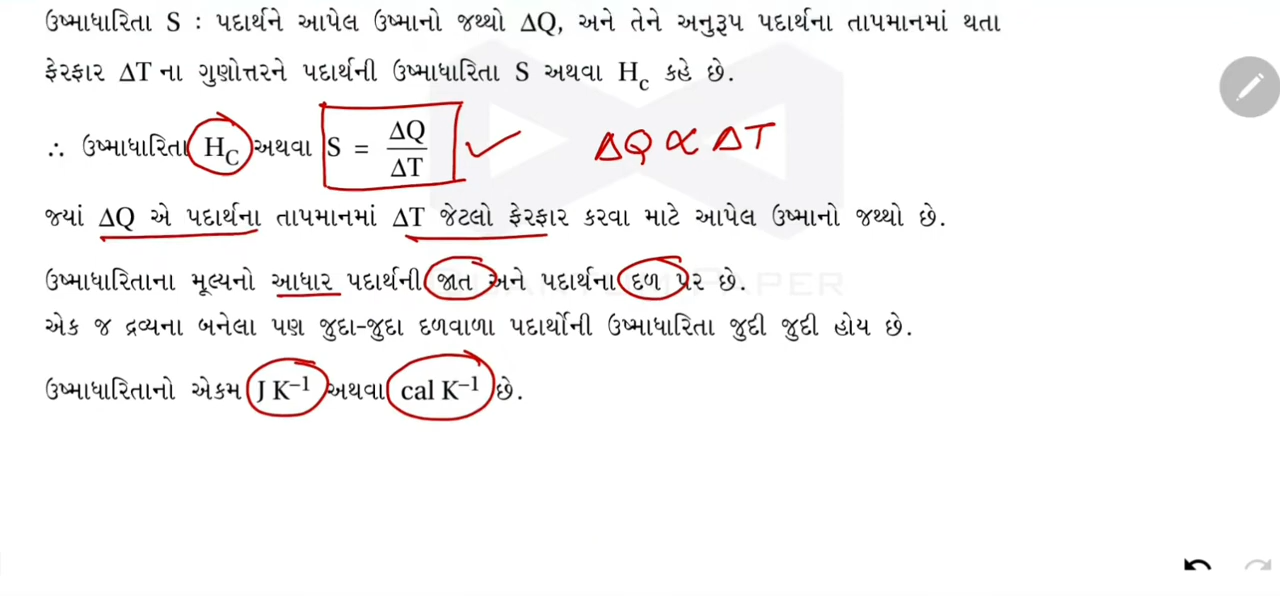 ઉષ્માધારિતા S : પદાર્થને આપેલ ઉષ્માનો જથ્થો ΔQ, અને તેને અનુરૂપ પદાર્થના તાપમાનમાં થતા
ફેરફાર ΔT ના ગુણોત્તરને પદાર્થની ઉષ્માધારિતા S અથવા H_c કહે છે.
∴ ઉષ્માધારિતા H_C અથવા S = ΔQ/ΔT ✓ ΔQ ∝ ΔT
જ્યાં ΔQ એ પદાર્થના તાપમાનમાં ΔT જેટલો ફેરફાર કરવા માટે આપેલ ઉષ્માનો જથ્થો છે.
ઉષ્માધારિતાના મૂલ્યનો આધાર પદાર્થની જાત અને પદાર્થના દળ પર છે.
એક જ દ્રવ્યના બનેલા પણ જુદા-જુદા દળવાળા પદાર્થોની ઉષ્માધારિતા જુદી જુદી હોય છે.
ઉષ્માધારિતાનો એકમ J K⁻¹ અથવા cal K⁻¹ છે.